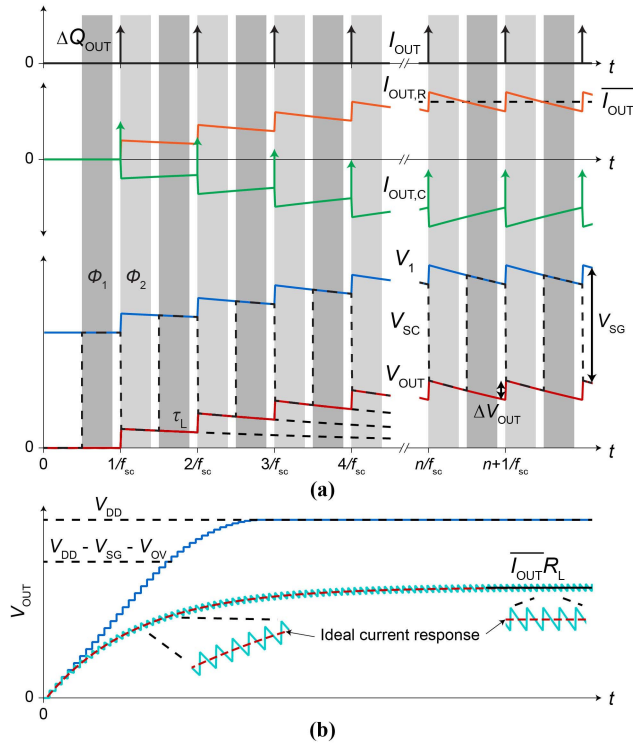 ΔQ_OUT I_OUT
0 t
I_OUT,R I_OUT
0 t
I_OUT,C
Φ_1 Φ_2 V_1
V_SC V_SG
V_OUT
τ_L ΔV_OUT
0 t
0 1/f_sc 2/f_sc 3/f_sc 4/f_sc n/f_sc n+1/f_sc
(a)
V_DD
V_DD - V_SG - V_OV
I_OUT R_L
V_OUT
Ideal current response
0 t
(b)